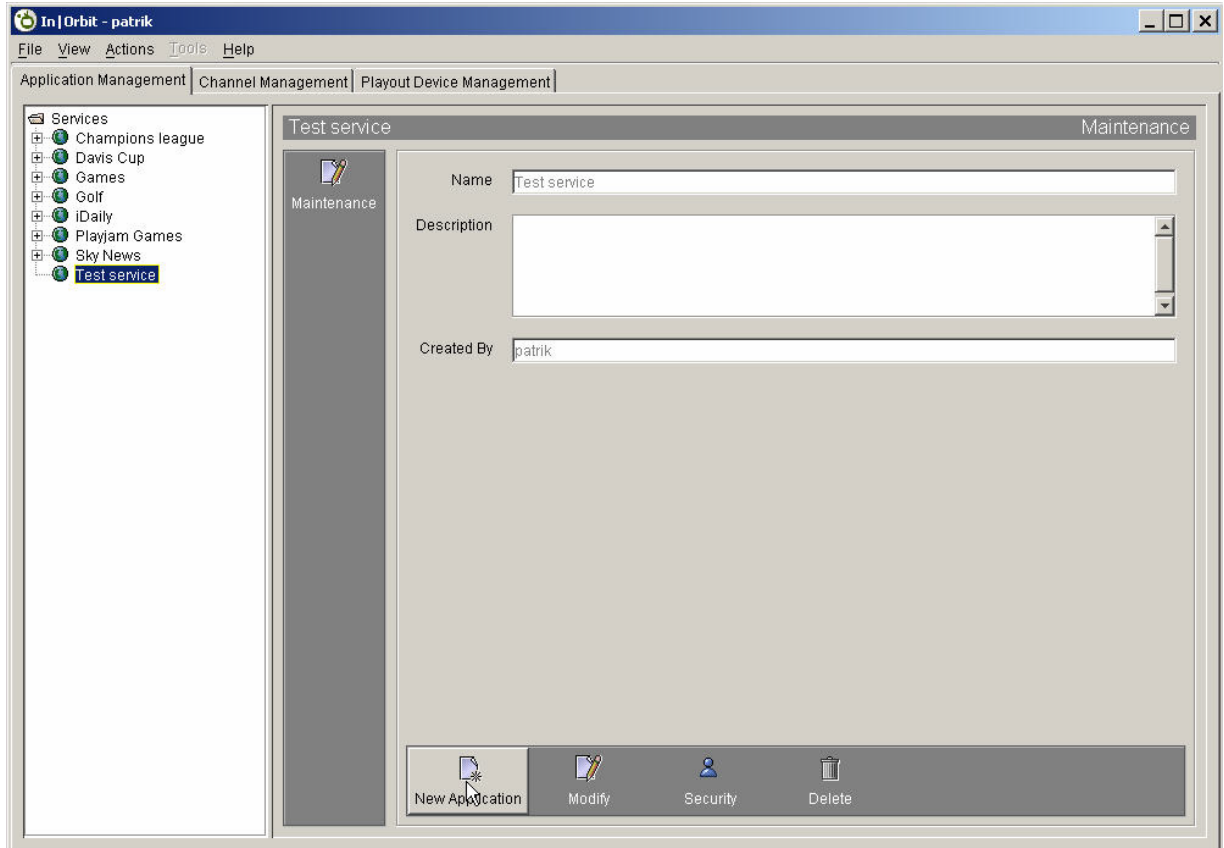 In|Orbit - patrik
File View Actions Tools Help
Application Management Channel Management Playout Device Management
Services
Champions league
Davis Cup
Games
Golf
iDaily
Playjam Games
Sky News
Test service
Test service Maintenance
Maintenance
Name Test service
Description
Created By patrik
New Application Modify Security Delete